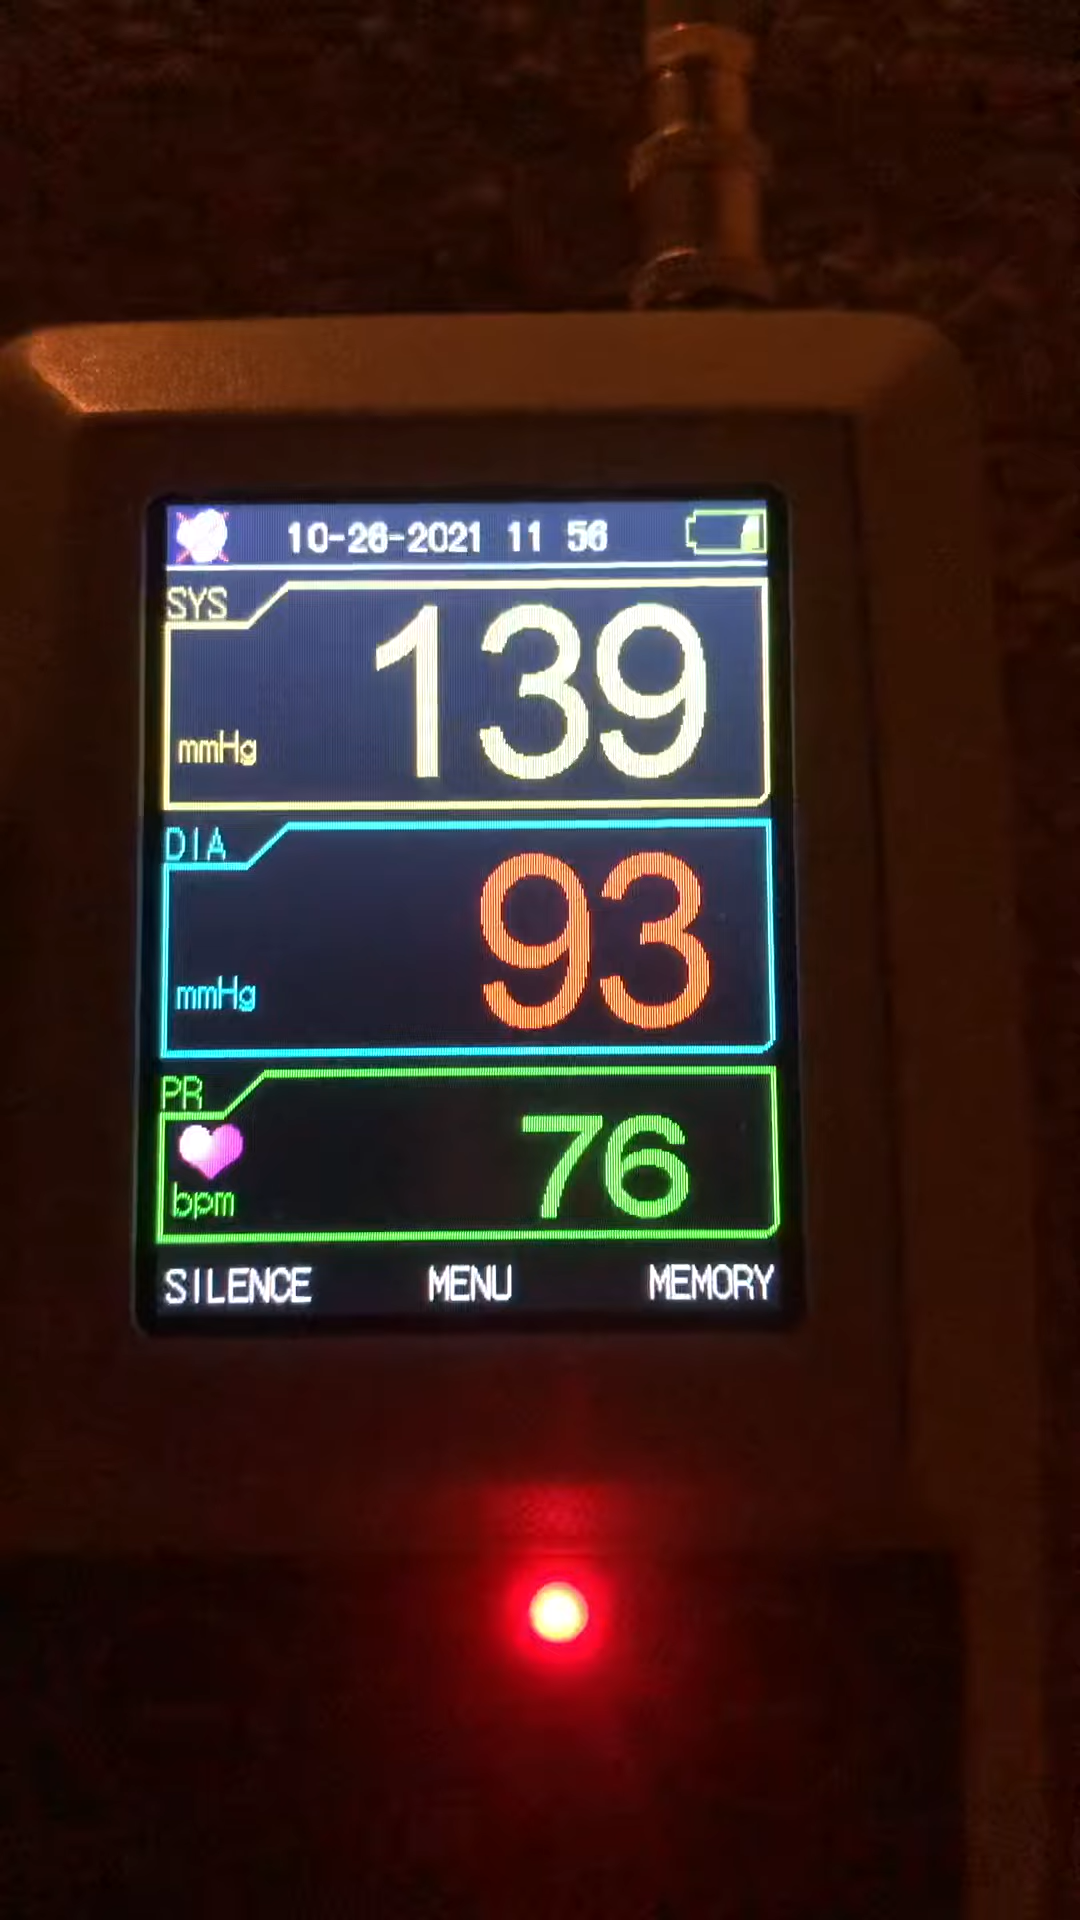 10-26-2021 11 56
SYS
139
mmHg
DIA
93
mmHg
PR
76
bpm
SILENCE MENU MEMORY